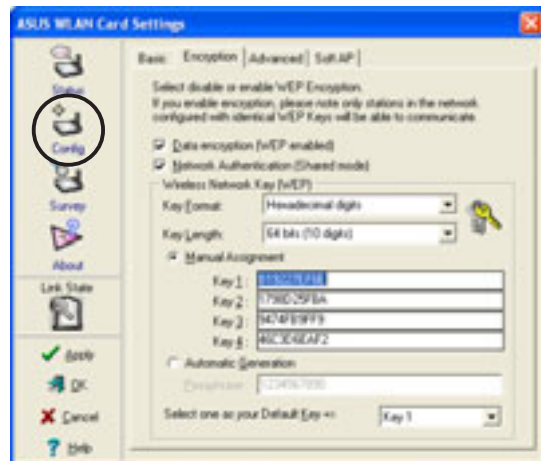 ASUS WLAN Card Settings
Status
Config
Survey
About
Link State
Apply
OK
Cancel
Help
Basic Encryption Advanced Soft AP
Select disable or enable WEP Encryption.
If you enable encryption, please note only stations in the network
configured with identical WEP Keys will be able to communicate.
Data encryption (WEP enabled)
Network Authentication (Shared mode)
Wireless Network Key (WEP)
Key Format: Hexadecimal digits
Key Length: 64 bits (10 digits)
Manual Assignment
Key 1:
Key 2:
Key 3:
Key 4:
Automatic Generation
Passphrase: 1234567890
Select one as your Default Key => Key 1